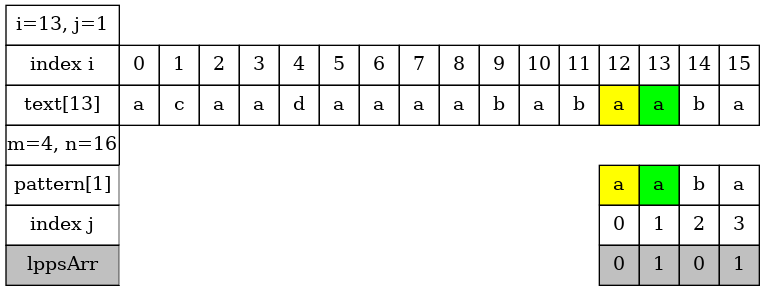 i=13, j=1
index i 0 1 2 3 4 5 6 7 8 9 10 11 12 13 14 15
text[13] a c a a d a a a a b a b a a b a
m=4, n=16
pattern[1] a a b a
index j 0 1 2 3
lppsArr 0 1 0 1